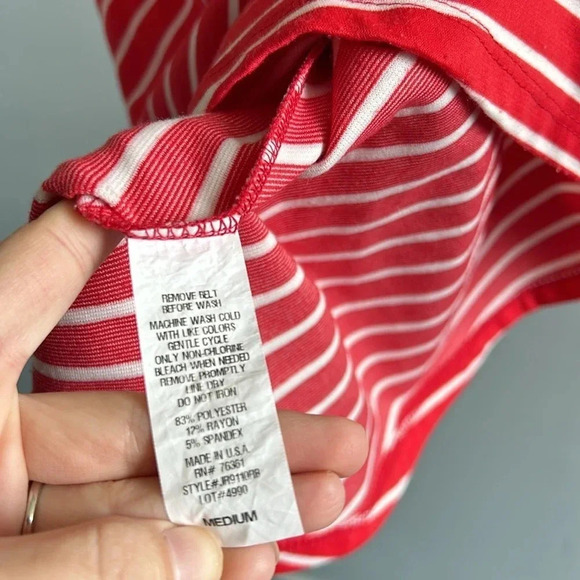 REMOVE BELT
BEFORE WASH
MACHINE WASH COLD
WITH LIKE COLORS
GENTLE CYCLE
ONLY NON-CHLORINE
BLEACH WHEN NEEDED
REMOVE PROMPTLY
LINE DRY
DO NOT IRON
83% POLYESTER
12% RAYON
5% SPANDEX
MADE IN U.S.A.
RN# 76361
STYLE# JR9110RB
LOT# 4990
MEDIUM